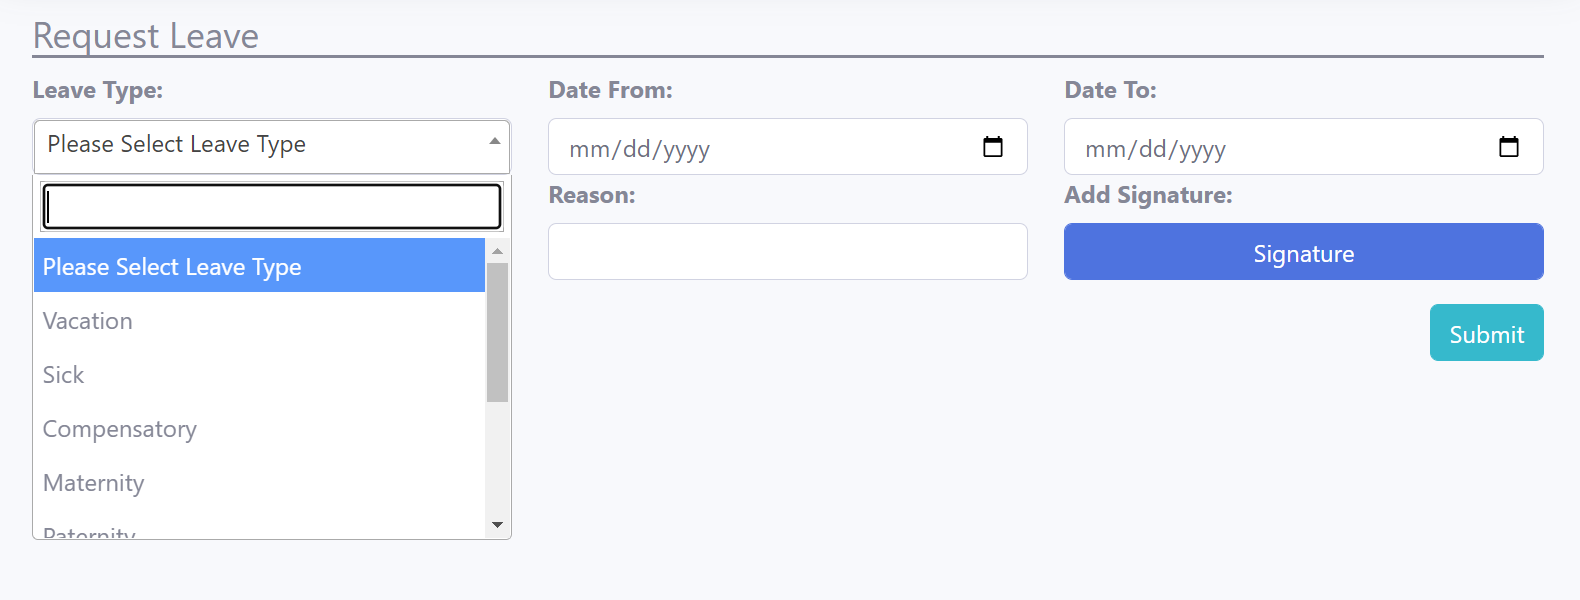 Request Leave
Leave Type:
Please Select Leave Type
Please Select Leave Type
Vacation
Sick
Compensatory
Maternity
Paternity
Date From:
mm/dd/yyyy
Reason:
Date To:
mm/dd/yyyy
Add Signature:
Signature
Submit